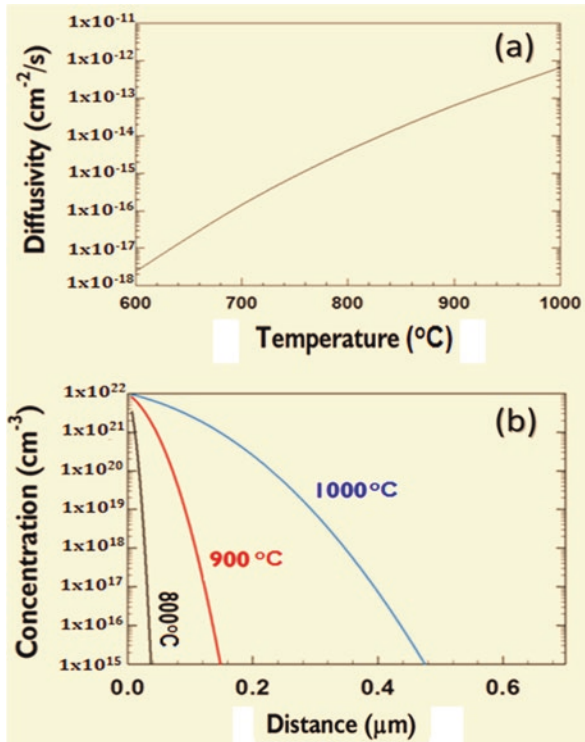 (a)
Diffusivity (cm⁻²/s)
1x10⁻¹¹
1x10⁻¹²
1x10⁻¹³
1x10⁻¹⁴
1x10⁻¹⁵
1x10⁻¹⁶
1x10⁻¹⁷
1x10⁻¹⁸
600 700 800 900 1000
Temperature (°C)
(b)
Concentration (cm⁻³)
1x10²²
1x10²¹
1x10²⁰
1x10¹⁹
1x10¹⁸
1x10¹⁷
1x10¹⁶
1x10¹⁵
1000°C
900 °C
800°C
0.0 0.2 0.4 0.6
Distance (µm)